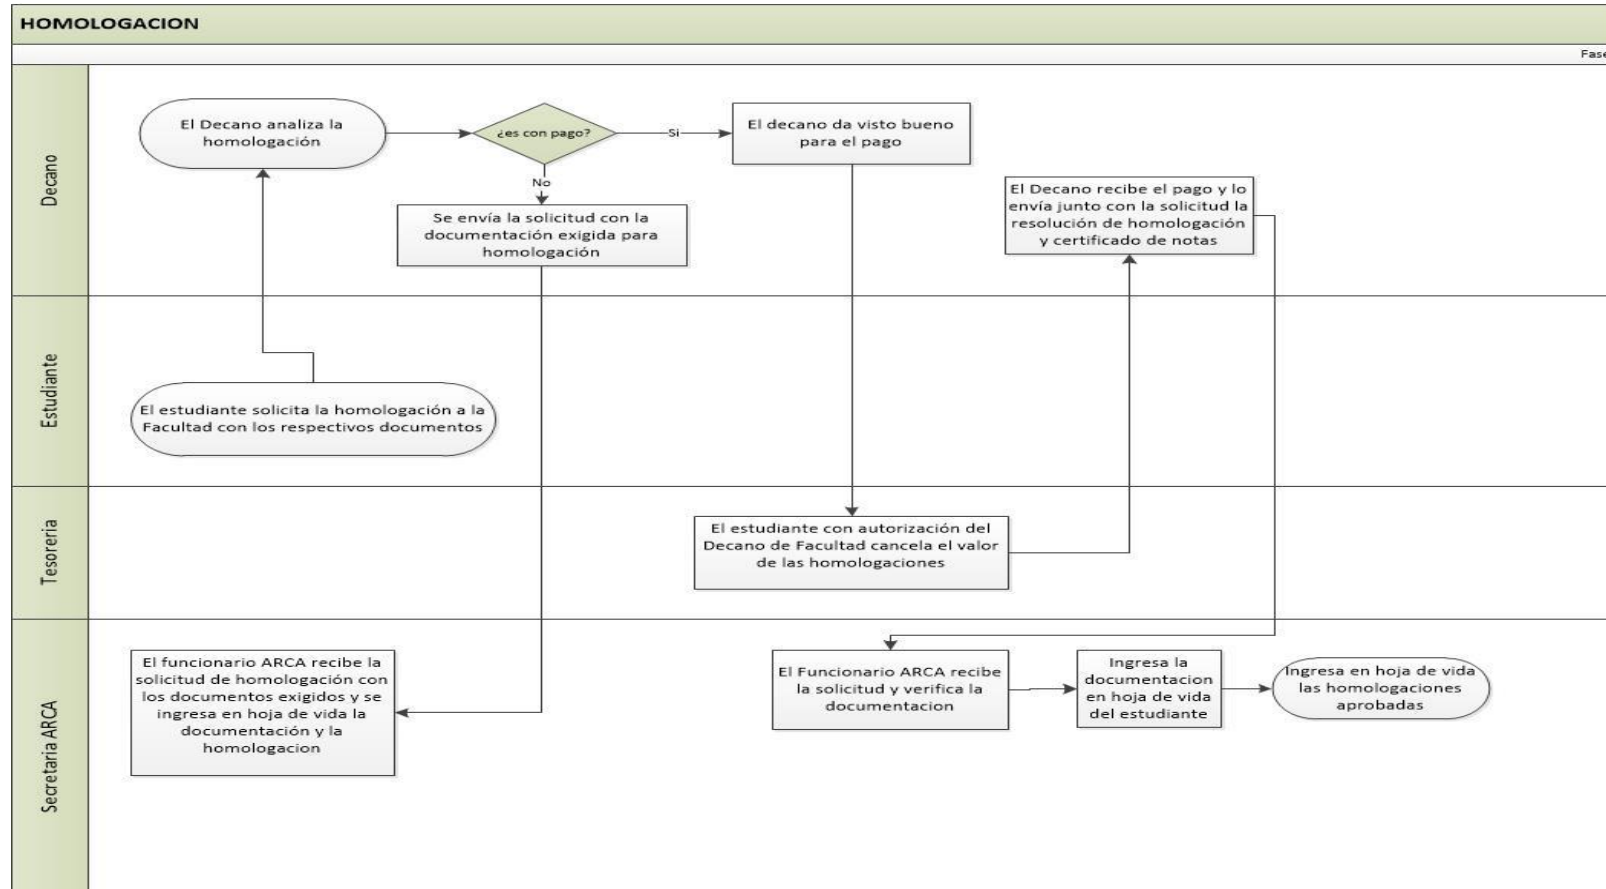 HOMOLOGACION
Fase
Decano
El Decano analiza la
homologación
¿es con pago?
Si
El decano da visto bueno
para el pago
No
Se envía la solicitud con la
documentación exigida para
homologación
El Decano recibe el pago y lo
envía junto con la solicitud la
resolución de homologación
y certificado de notas
Estudiante
El estudiante solicita la homologación a la
Facultad con los respectivos documentos
Tesoreria
El estudiante con autorización del
Decano de Facultad cancela el valor
de las homologaciones
Secretaria ARCA
El funcionario ARCA recibe la
solicitud de homologación con
los documentos exigidos y se
ingresa en hoja de vida la
documentación y la
homologacion
El Funcionario ARCA recibe
la solicitud y verifica la
documentacion
Ingresa la
documentacion
en hoja de vida
del estudiante
Ingresa en hoja de vida
las homologaciones
aprobadas